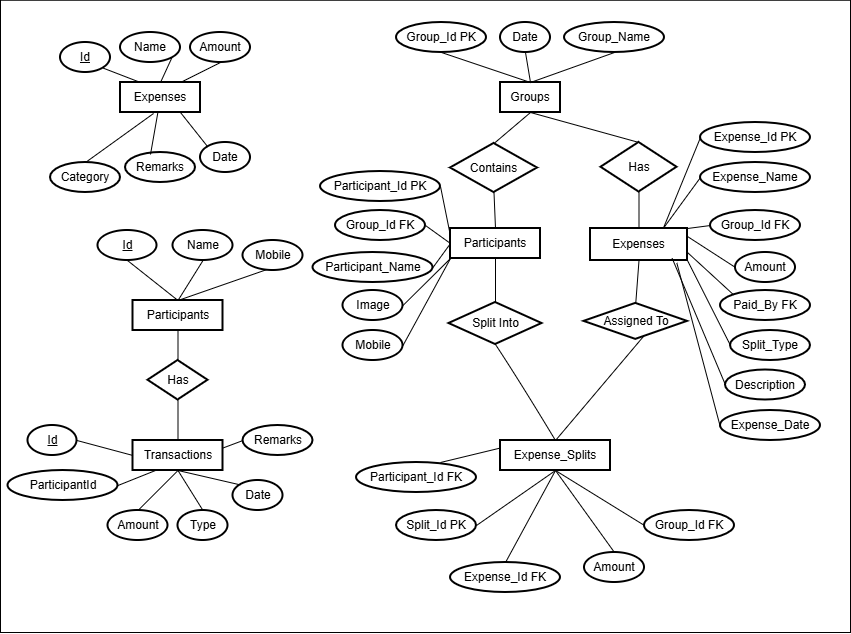 Id
Name
Amount
Expenses
Category
Remarks
Date
Id
Name
Mobile
Participants
Has
Id
Transactions
Remarks
ParticipantId
Amount
Type
Date
Group_Id PK
Date
Group_Name
Groups
Contains
Has
Participant_Id PK
Group_Id FK
Participant_Name
Image
Mobile
Participants
Expense_Id PK
Expense_Name
Group_Id FK
Expenses
Amount
Paid_By FK
Split_Type
Description
Expense_Date
Split Into
Assigned To
Expense_Splits
Participant_Id FK
Split_Id PK
Expense_Id FK
Amount
Group_Id FK